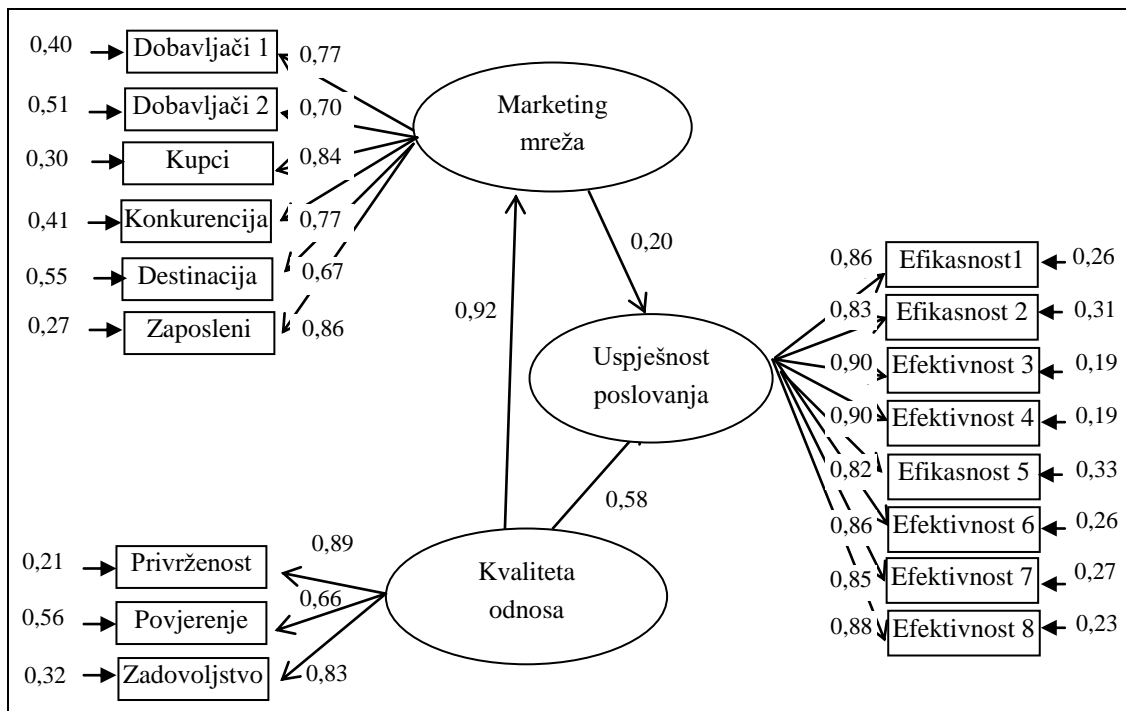 0,40 Dobavljači 1 0,77
0,51 Dobavljači 2 0,70
0,30 Kupci 0,84
0,41 Konkurencija 0,77
0,55 Destinacija 0,67
0,27 Zaposleni 0,86
Marketing
mreža
0,20
0,92
Uspješnost
poslovanja
0,58
0,86 Efikasnost1 0,26
0,83 Efikasnost 2 0,31
0,90 Efektivnost 3 0,19
0,90 Efektivnost 4 0,19
0,82 Efikasnost 5 0,33
0,86 Efektivnost 6 0,26
0,85 Efektivnost 7 0,27
0,88 Efektivnost 8 0,23
0,21 Privrženost 0,89
0,56 Povjerenje 0,66
0,32 Zadovoljstvo 0,83
Kvaliteta
odnosa